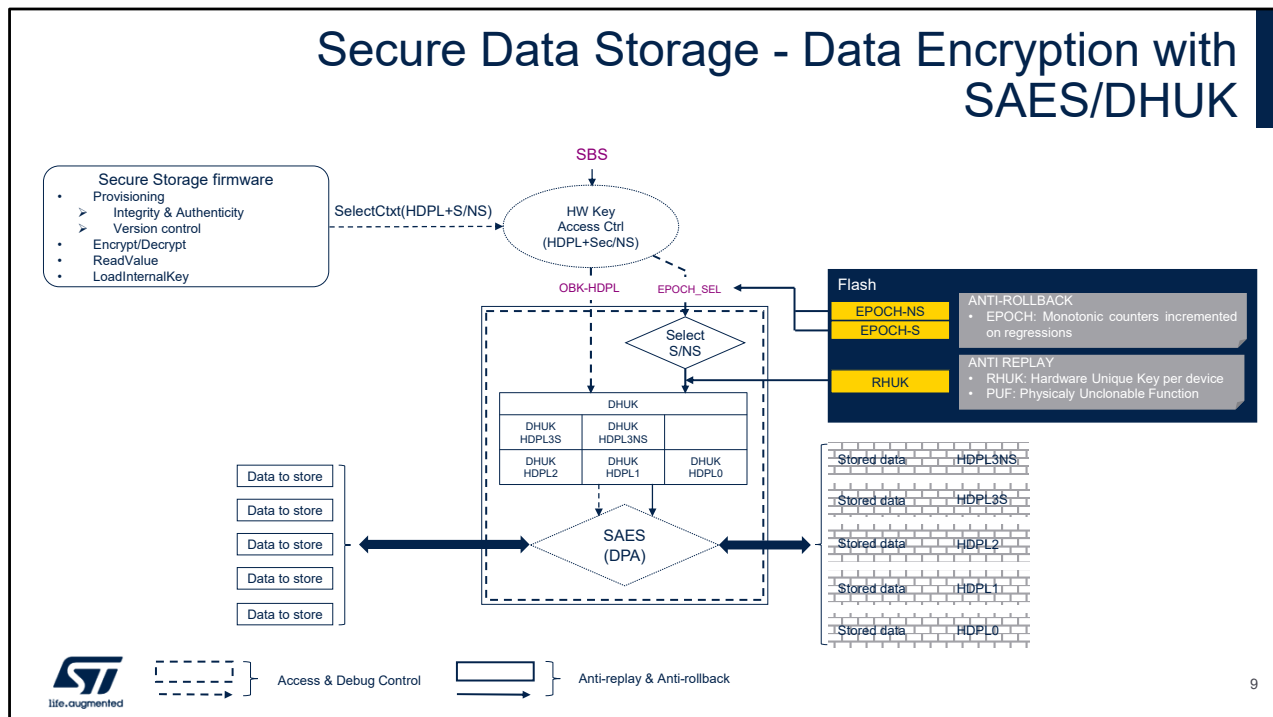 Secure Data Storage - Data Encryption with
SAES/DHUK
Secure Storage firmware
• Provisioning
➢ Integrity & Authenticity
➢ Version control
• Encrypt/Decrypt
• ReadValue
• LoadInternalKey
SelectCtxt(HDPL+S/NS)
SBS
HW Key
Access Ctrl
(HDPL+Sec/NS)
OBK-HDPL
EPOCH_SEL
Select
S/NS
Flash
EPOCH-NS
EPOCH-S
ANTI-ROLLBACK
• EPOCH: Monotonic counters incremented
on regressions
RHUK
ANTI REPLAY
• RHUK: Hardware Unique Key per device
• PUF: Physicaly Unclonable Function
DHUK
DHUK
HDPL3S
DHUK
HDPL3NS
DHUK
HDPL2
DHUK
HDPL1
DHUK
HDPL0
SAES
(DPA)
Data to store
Data to store
Data to store
Data to store
Data to store
Stored data HDPL3NS
Stored data HDPL3S
Stored data HDPL2
Stored data HDPL1
Stored data HDPL0
ST
life.augmented
Access & Debug Control
Anti-replay & Anti-rollback
9